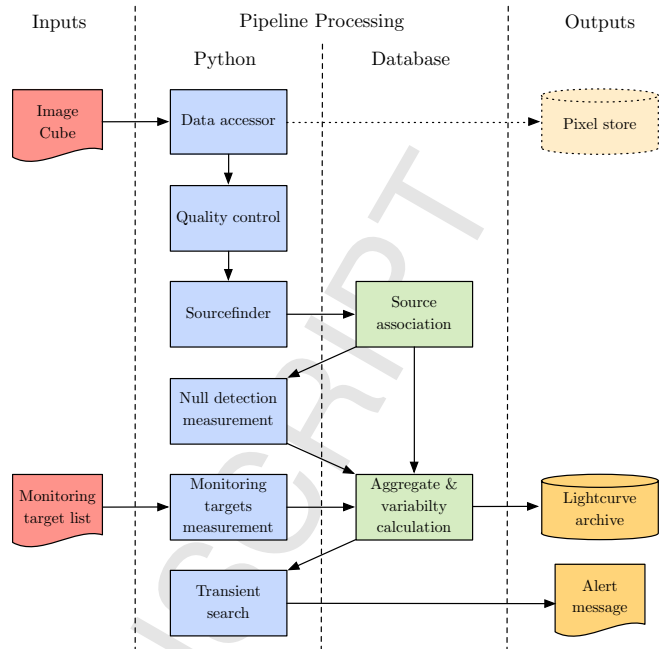 Inputs
Pipeline Processing
Outputs
Python
Database
Image
Cube
Data accessor
Pixel store
Quality control
Sourcefinder
Source
association
Null detection
measurement
Monitoring
target list
Monitoring
targets
measurement
Aggregate &
variabilty
calculation
Lightcurve
archive
Transient
search
Alert
message